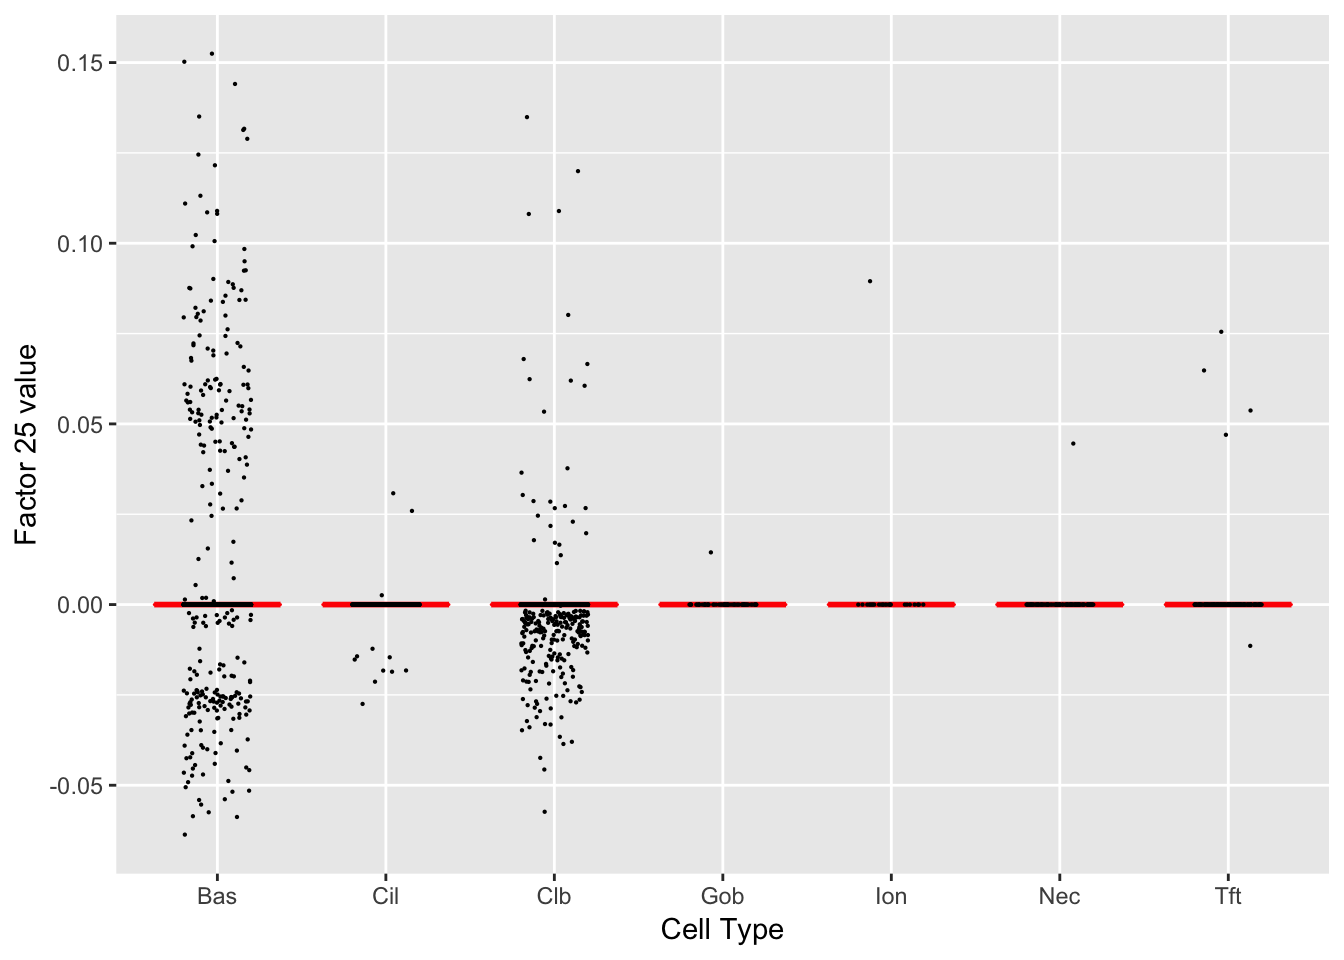 0.15
0.10
0.05
0.00
-0.05
Factor 25 value
Bas Cil Clb Gob Ion Nec Tft
Cell Type